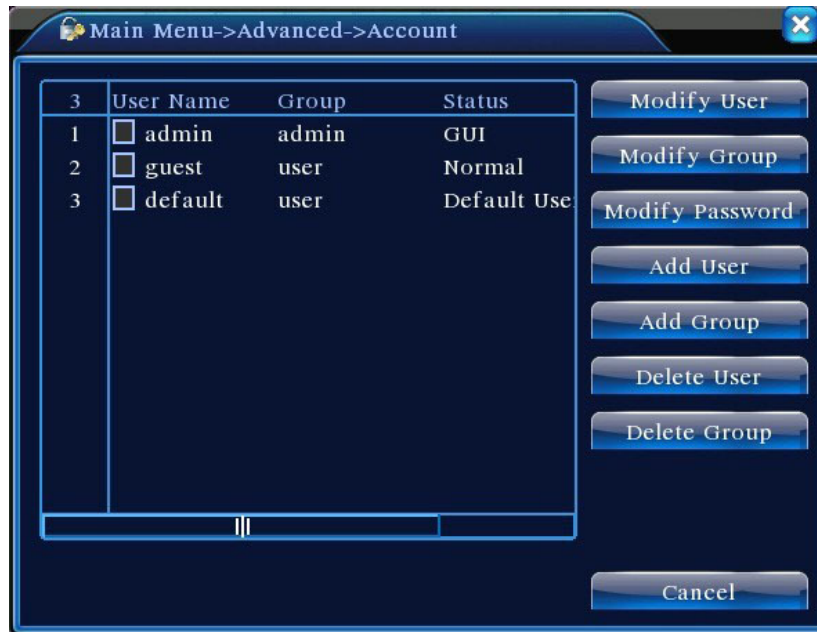 Main Menu->Advanced->Account
3 User Name Group Status
1 admin admin GUI
2 guest user Normal
3 default user Default Use
Modify User
Modify Group
Modify Password
Add User
Add Group
Delete User
Delete Group
Cancel